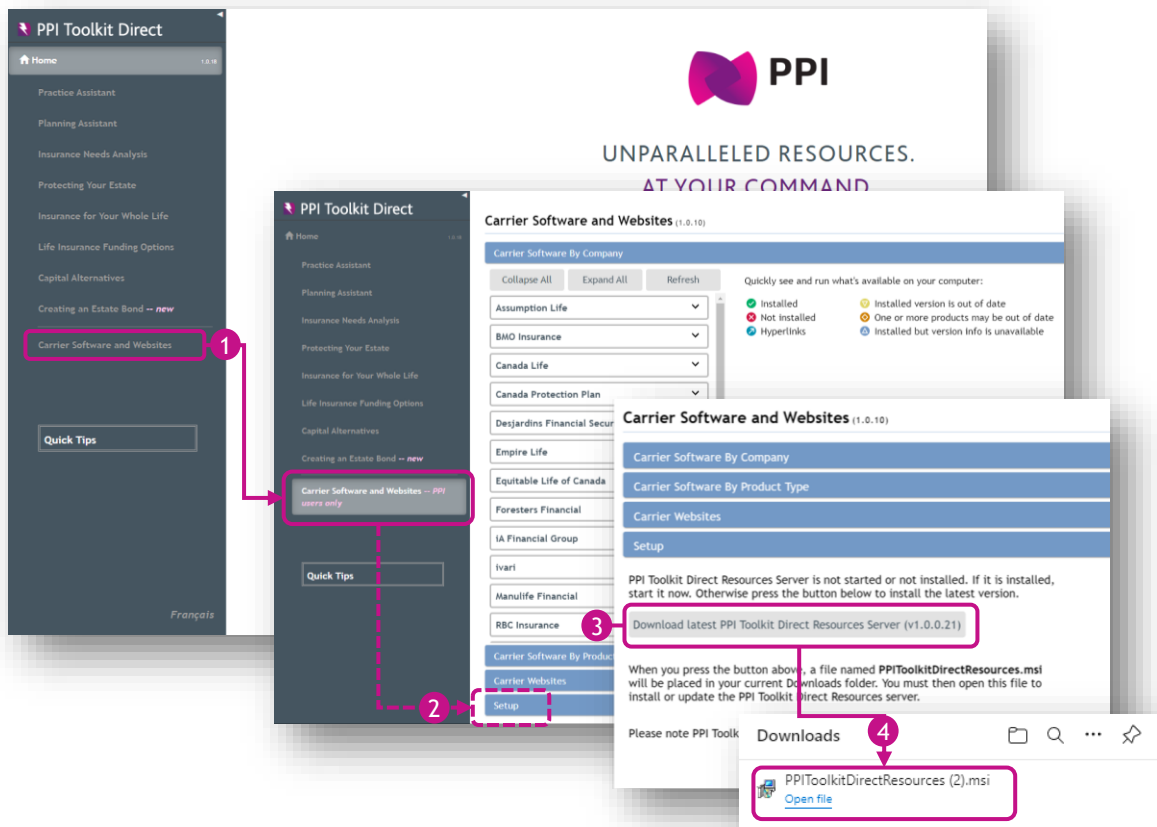 PPI Toolkit Direct
Home 1.0.18
Practice Assistant
Planning Assistant
Insurance Needs Analysis
Protecting Your Estate
Insurance for Your Whole Life
Life Insurance Funding Options
Capital Alternatives
Creating an Estate Bond -- new
Carrier Software and Websites
1
Quick Tips
Français
PPI
UNPARALLELED RESOURCES.
AT YOUR COMMAND
PPI Toolkit Direct
Home 1.0.18
Practice Assistant
Planning Assistant
Insurance Needs Analysis
Protecting Your Estate
Insurance for Your Whole Life
Life Insurance Funding Options
Capital Alternatives
Creating an Estate Bond -- new
Carrier Software and Websites -- PPI
users only
Quick Tips
2
Carrier Software and Websites (1.0.10)
Carrier Software By Company
Collapse All Expand All Refresh
Assumption Life
BMO Insurance
Canada Life
Canada Protection Plan
Desjardins Financial Secur
Empire Life
Equitable Life of Canada
Foresters Financial
iA Financial Group
ivari
Manulife Financial
RBC Insurance
Carrier Software By Produc
Carrier Websites
Setup
Quickly see and run what's available on your computer:
Installed
Not installed
Hyperlinks
Installed version is out of date
One or more products may be out of date
Installed but version info is unavailable
Carrier Software and Websites (1.0.10)
Carrier Software By Company
Carrier Software By Product Type
Carrier Websites
Setup
PPI Toolkit Direct Resources Server is not started or not installed. If it is installed,
start it now. Otherwise press the button below to install the latest version.
3
Download latest PPI Toolkit Direct Resources Server (v1.0.0.21)
When you press the button above, a file named PPIToolkitDirectResources.msi
will be placed in your current Downloads folder. You must then open this file to
install or update the PPI Toolkit Direct Resources server.
Please note PPI Toolk
Downloads
4
PPIToolkitDirectResources (2).msi
Open file